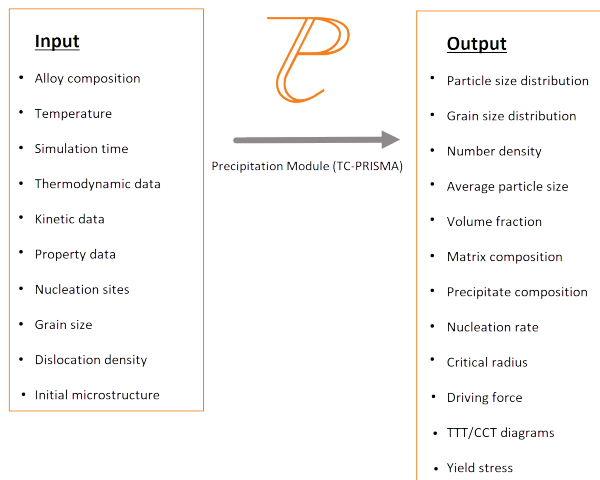 Input
• Alloy composition
• Temperature
• Simulation time
• Thermodynamic data
• Kinetic data
• Property data
• Nucleation sites
• Grain size
• Dislocation density
• Initial microstructure
Precipitation Module (TC-PRISMA)
Output
• Particle size distribution
• Grain size distribution
• Number density
• Average particle size
• Volume fraction
• Matrix composition
• Precipitate composition
• Nucleation rate
• Critical radius
• Driving force
• TTT/CCT diagrams
• Yield stress